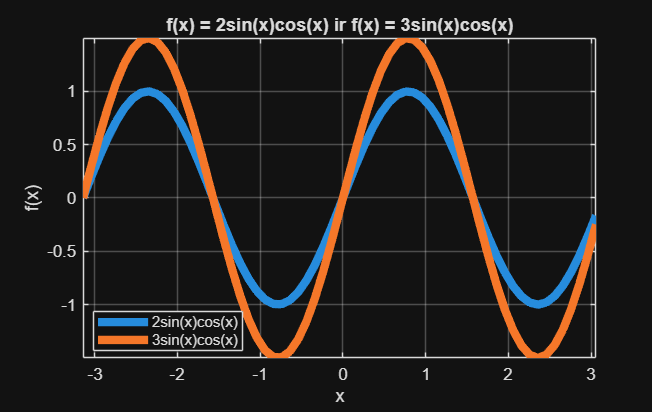 f(x) = 2sin(x)cos(x) ir f(x) = 3sin(x)cos(x)
f(x)
1
0.5
0
-0.5
-1
2sin(x)cos(x)
3sin(x)cos(x)
-3 -2 -1 0 1 2 3
x